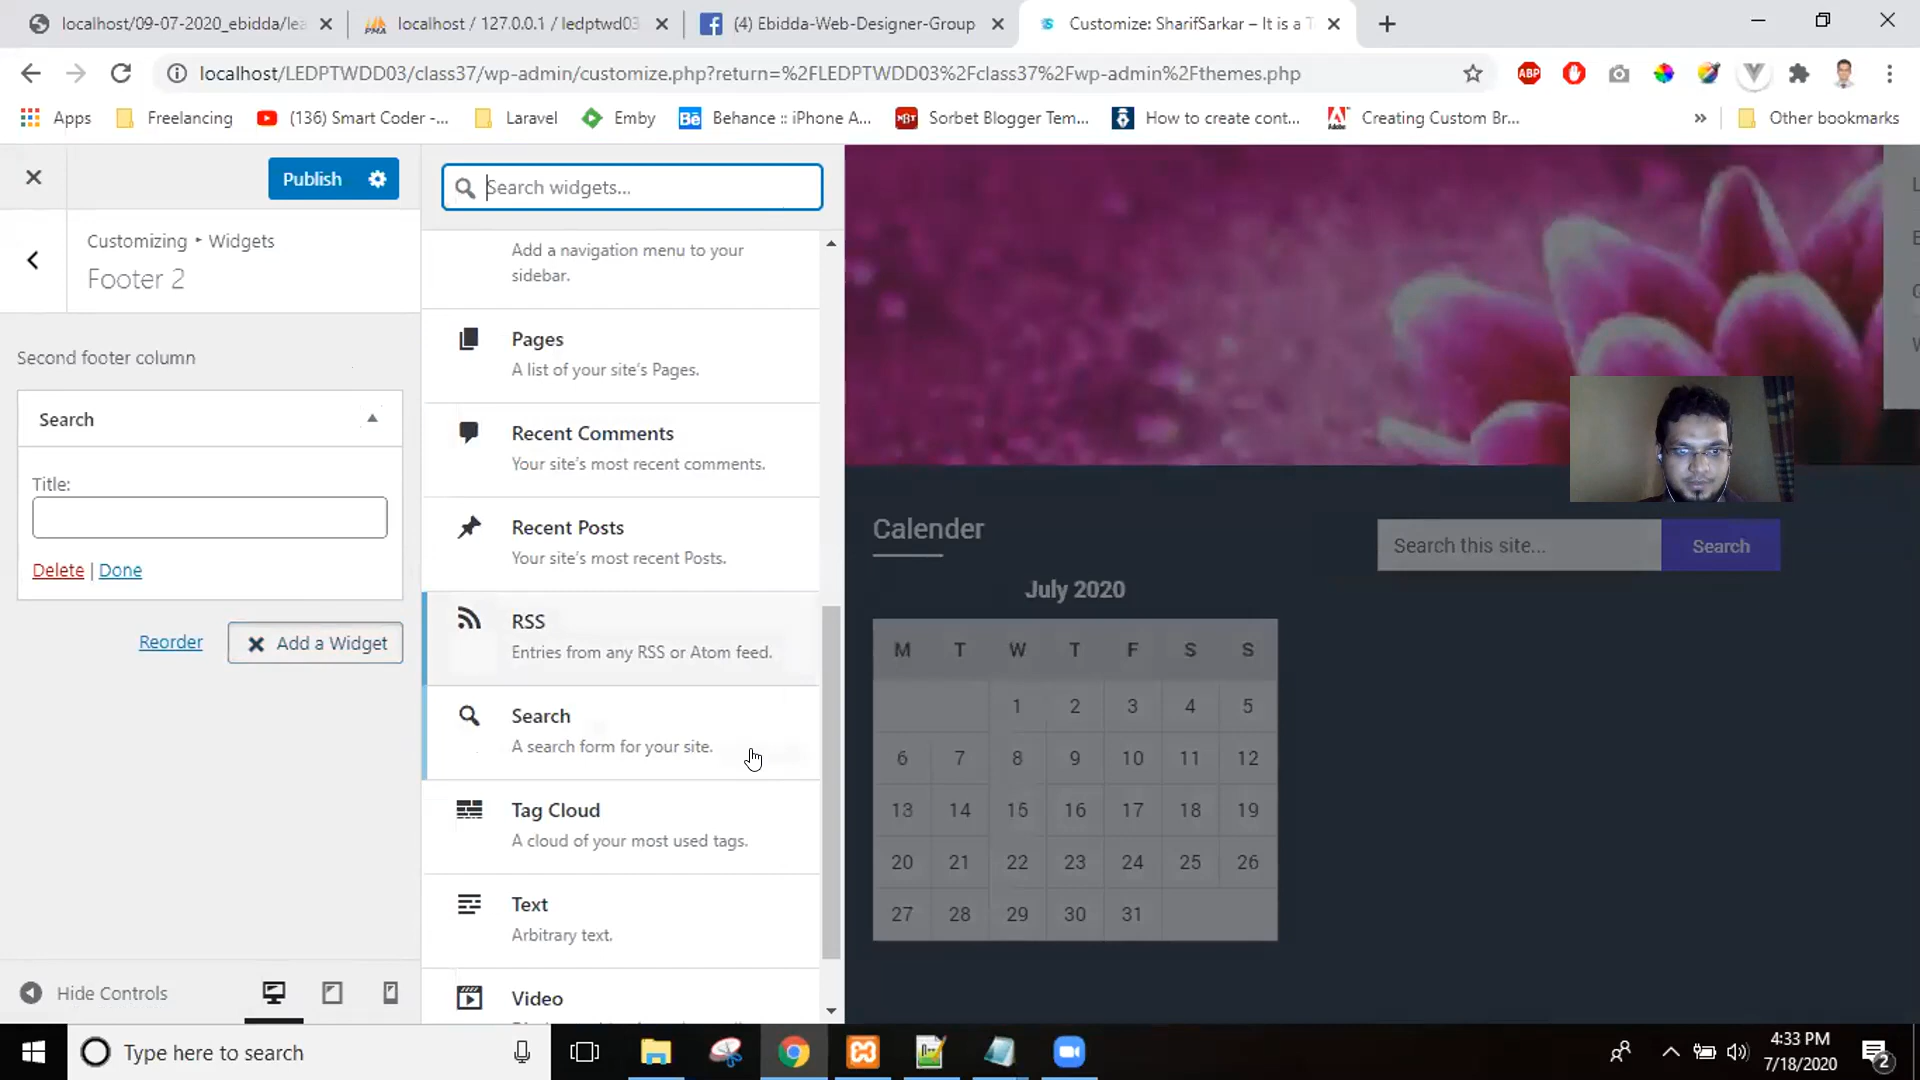 localhost/09-07-2020_ebidda/lea
localhost / 127.0.0.1 / ledptwd03
(4) Ebidda-Web-Designer-Group
Customize: SharifSarkar – It is a T
localhost/LEDPTWDD03/class37/wp-admin/customize.php?return=%2FLEDPTWDD03%2Fclass37%2Fwp-admin%2Fthemes.php
Apps
Freelancing
(136) Smart Coder -...
Laravel
Emby
Behance :: iPhone A...
Sorbet Blogger Tem...
How to create cont...
Creating Custom Br...
Other bookmarks
Publish
Customizing ▸ Widgets
Footer 2
Second footer column
Search
Title:
Delete | Done
Reorder
Add a Widget
Hide Controls
Search widgets...
Add a navigation menu to your
sidebar.
Pages
A list of your site's Pages.
Recent Comments
Your site's most recent comments.
Recent Posts
Your site's most recent Posts.
RSS
Entries from any RSS or Atom feed.
Search
A search form for your site.
Tag Cloud
A cloud of your most used tags.
Text
Arbitrary text.
Video
Calender
July 2020
M T W T F S S
1 2 3 4 5
6 7 8 9 10 11 12
13 14 15 16 17 18 19
20 21 22 23 24 25 26
27 28 29 30 31
Search this site...
Search
Type here to search
4:33 PM
7/18/2020
2